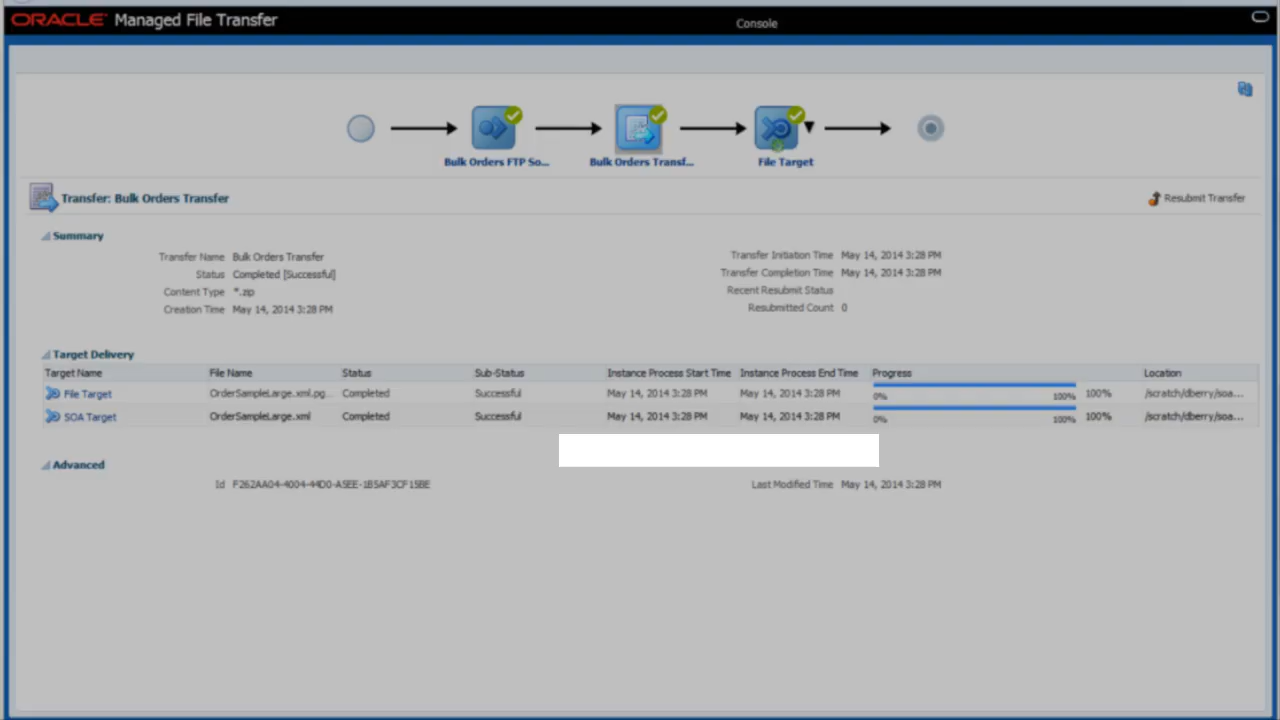 ORACLE Managed File Transfer
Console
Bulk Orders FTP So... Bulk Orders Transf... File Target
Transfer: Bulk Orders Transfer
Resubmit Transfer
Summary
Transfer Name Bulk Orders Transfer
Transfer Initiation Time May 14, 2014 3:28 PM
Status Completed [Successful]
Transfer Completion Time May 14, 2014 3:28 PM
Content Type *.zip
Recent Resubmit Status
Creation Time May 14, 2014 3:28 PM
Resubmitted Count 0
Target Delivery
Target Name File Name Status Sub-Status Instance Process Start Time Instance Process End Time Progress Location
File Target OrderSampleLarge.xml.pg... Completed Successful May 14, 2014 3:28 PM May 14, 2014 3:28 PM 0% 100% 100% /scratch/dberry/soa...
SOA Target OrderSampleLarge.xml Completed Successful May 14, 2014 3:28 PM May 14, 2014 3:28 PM 0% 100% 100% /scratch/dberry/soa...
Advanced
Id F262AA04-4004-44D0-A5EE-1B5AF3CF15BE
Last Modified Time May 14, 2014 3:28 PM